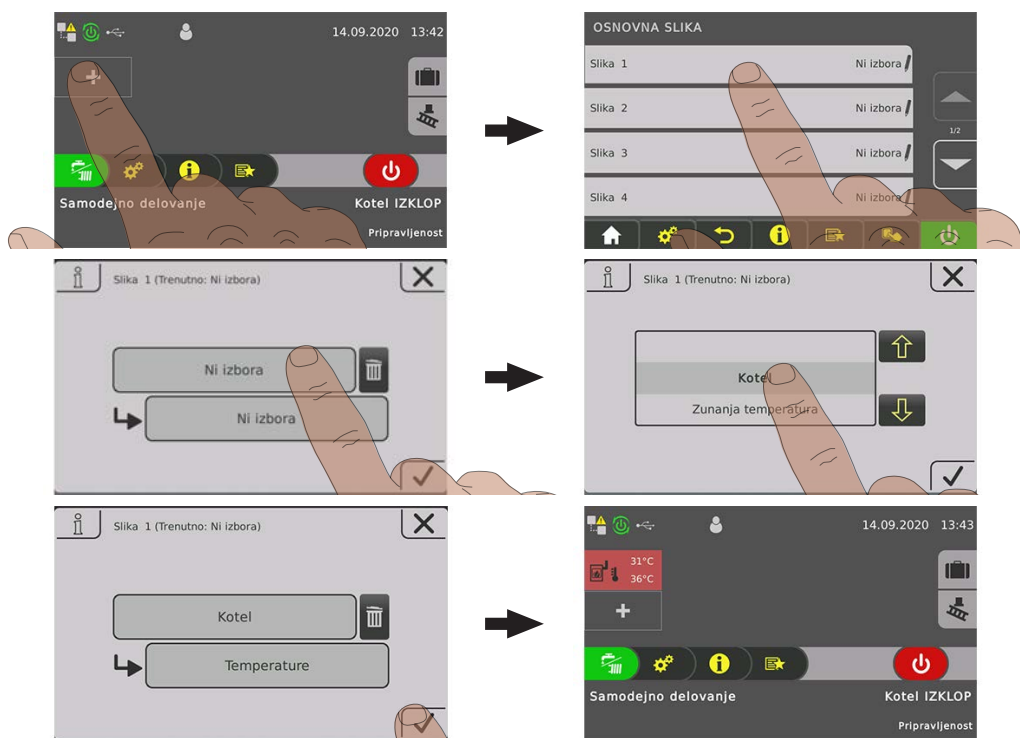 14.09.2020 13:42
Samodejno delovanje
Kotel IZKLOP
Pripravljenost
OSNOVNA SLIKA
Slika 1 Ni izbora
Slika 2 Ni izbora
1/2
Slika 3 Ni izbora
Slika 4 Ni izbora
Slika 1 (Trenutno: Ni izbora)
Ni izbora
Ni izbora
Slika 1 (Trenutno: Ni izbora)
Kotel
Zunanja temperatura
Slika 1 (Trenutno: Ni izbora)
Kotel
Temperature
14.09.2020 13:43
31°C
36°C
Samodejno delovanje
Kotel IZKLOP
Pripravljenost